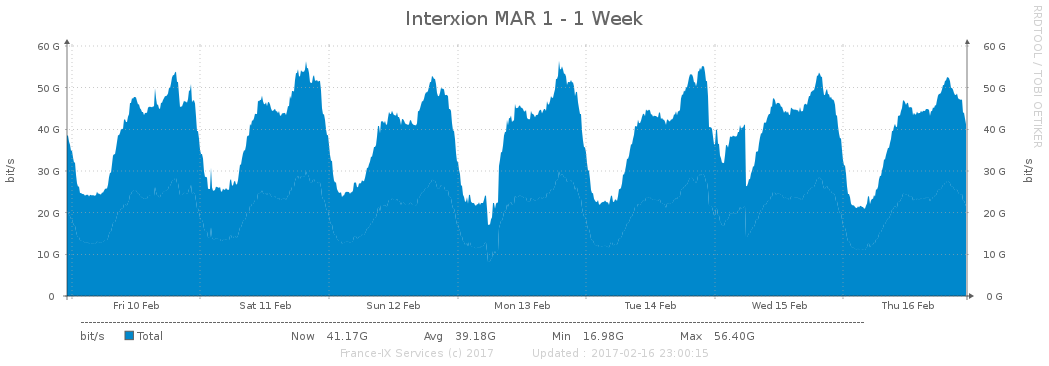 Interxion MAR 1 - 1 Week
RRDTOOL / TOBI OETIKER
60 G 60 G
50 G 50 G
40 G 40 G
30 G 30 G
20 G 20 G
10 G 10 G
0 0 G
bit/s
bit/s
Fri 10 Feb Sat 11 Feb Sun 12 Feb Mon 13 Feb Tue 14 Feb Wed 15 Feb Thu 16 Feb
bit/s Total Now 41.17G Avg 39.18G Min 16.98G Max 56.40G
France-IX Services (c) 2017 Updated : 2017-02-16 23:00:15